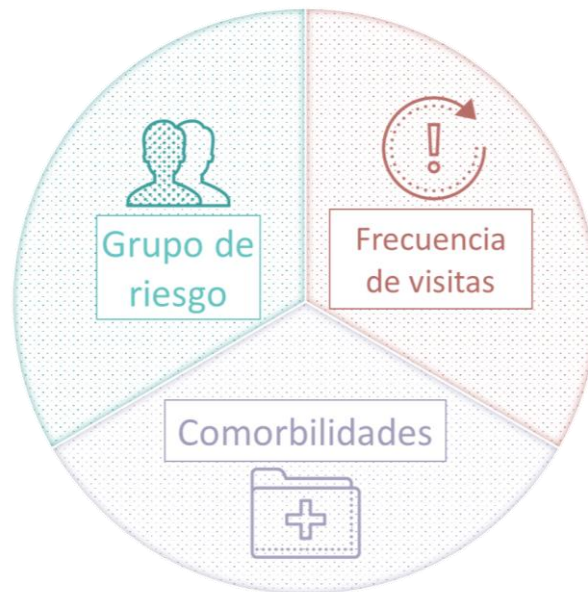 Grupo de
riesgo
Frecuencia
de visitas
Comorbilidades